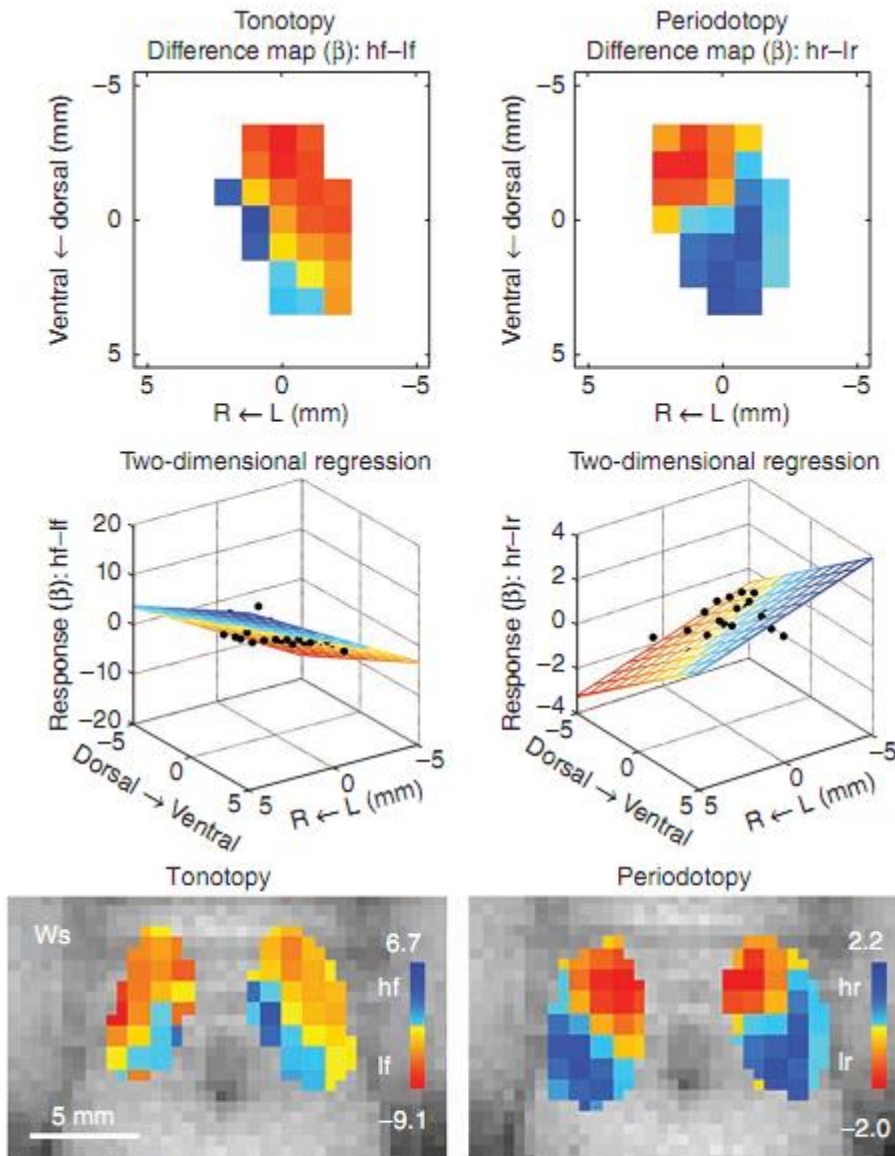 Tonotopy
Difference map (β): hf–lf
Ventral ← dorsal (mm)
−5
0
5
5 0 −5
R ← L (mm)
Periodotopy
Difference map (β): hr–lr
Ventral ← dorsal (mm)
−5
0
5
5 0 −5
R ← L (mm)
Two-dimensional regression
Response (β): hf–lf
20
10
0
−10
−20
−5
0
5
Dorsal → Ventral
5
0
−5
R ← L (mm)
Two-dimensional regression
Response (β): hr–lr
4
2
0
−2
−4
−5
0
5
Dorsal → Ventral
5
0
−5
R ← L (mm)
Tonotopy
Ws
6.7
hf
lf
−9.1
5 mm
Periodotopy
2.2
hr
lr
−2.0